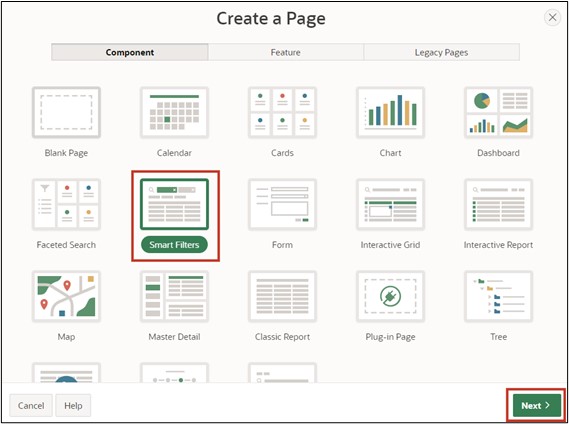 Create a Page
Component
Feature
Legacy Pages
Blank Page
Calendar
Cards
Chart
Dashboard
Faceted Search
Smart Filters
Form
Interactive Grid
Interactive Report
Map
Master Detail
Classic Report
Plug-in Page
Tree
Cancel
Help
Next >